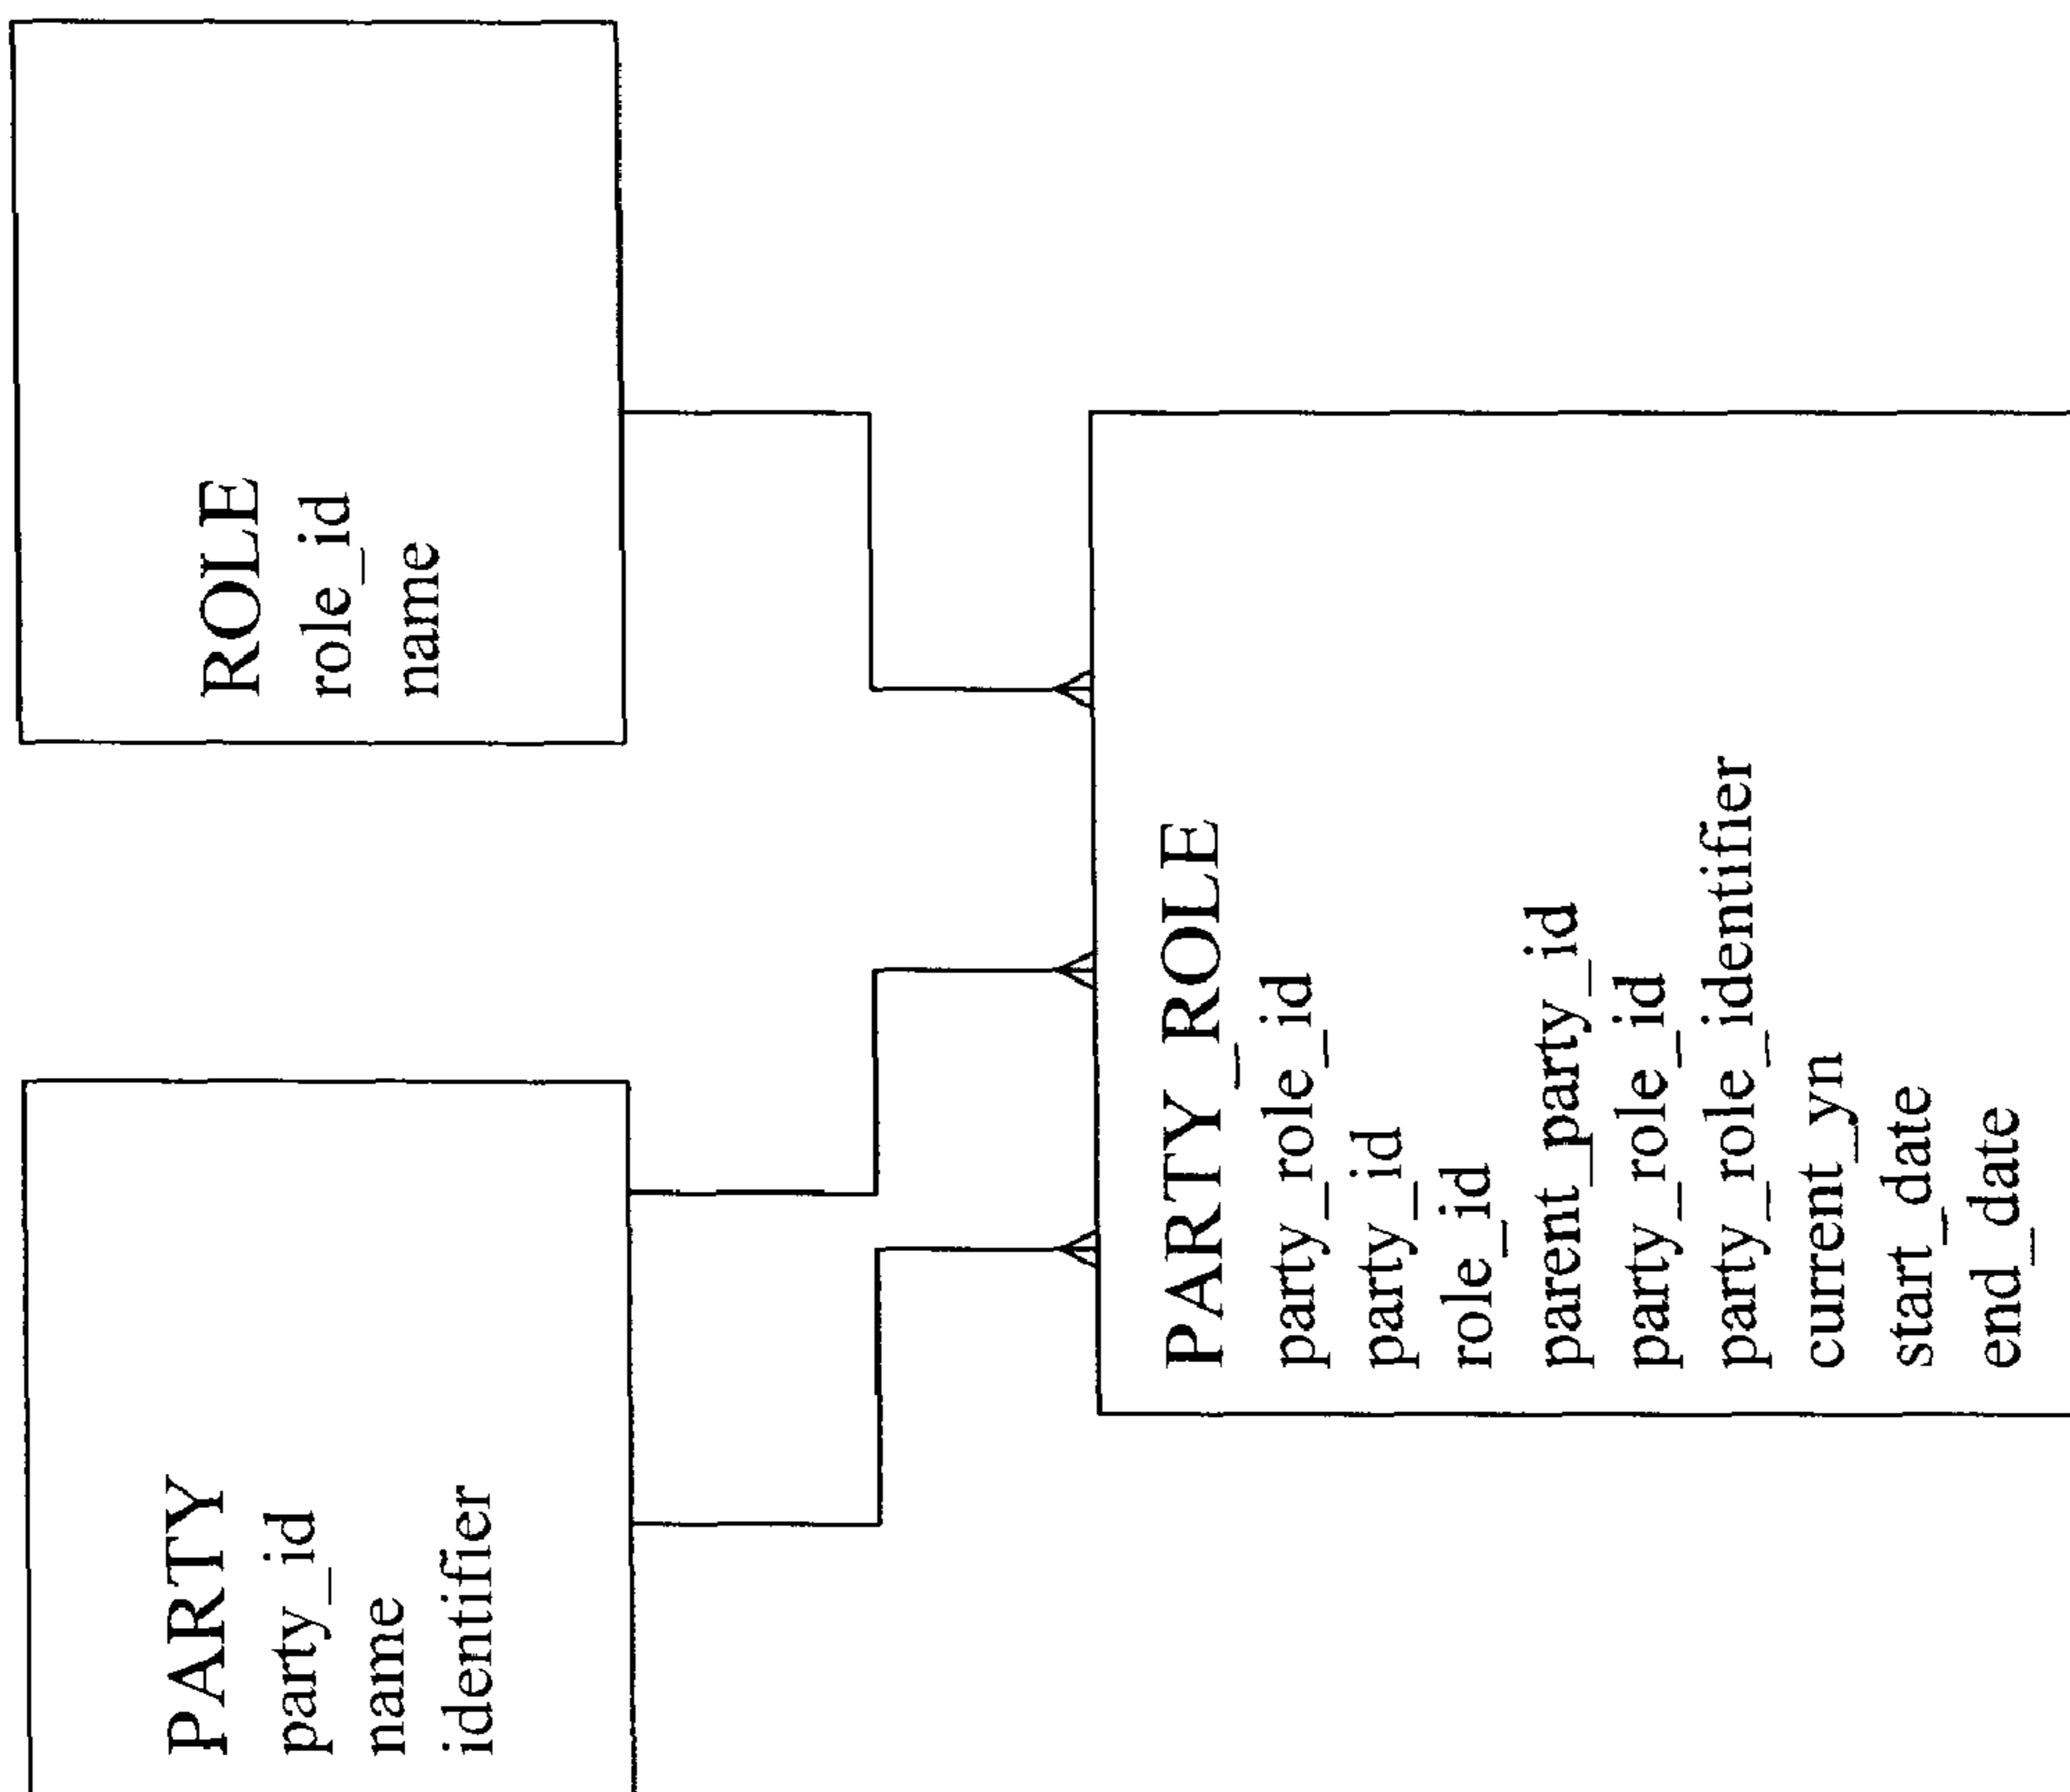 PARTY
party_id
name
identifier
ROLE
role_id
name
PARTY_ROLE
party_role_id
party_id
role_id
parent_party_id
party_role_id
party_role_identifier
current_yn
start_date
end_date